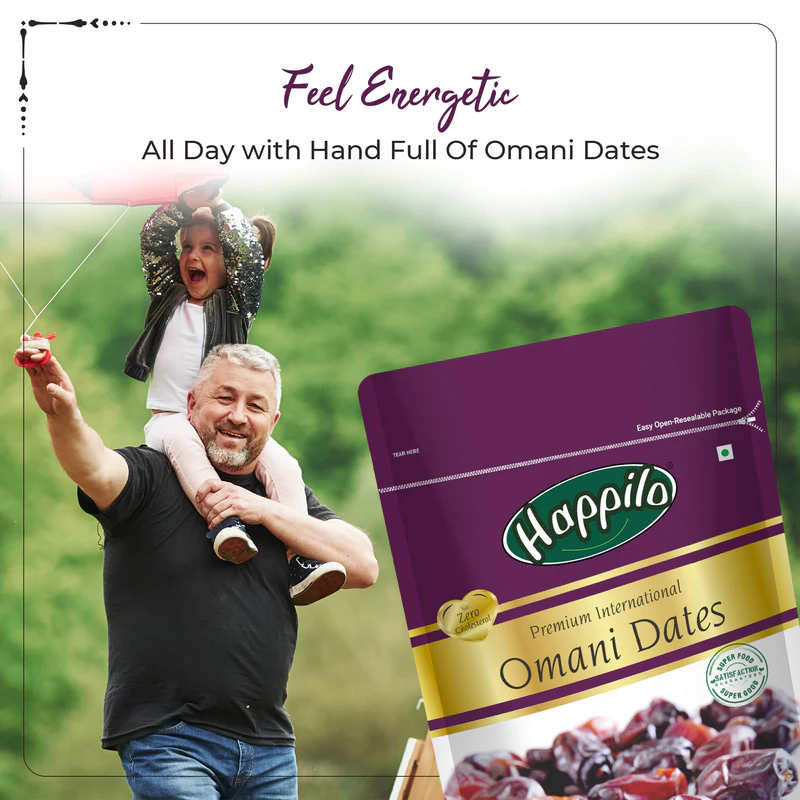 Feel Energetic
All Day with Hand Full Of Omani Dates
Easy Open-Resealable Package
TEAR HERE
Happilo
Zero
Cholesterol
Premium International
Omani Dates
SUPER FOOD
SATISFACTION
GUARANTEED
SUPER GOOD